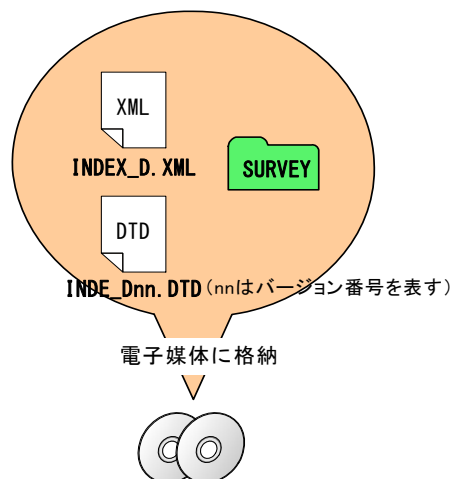 XML
INDEX_D.XML
SURVEY
DTD
INDE_Dnn.DTD(nnはバージョン番号を表す)
電子媒体に格納